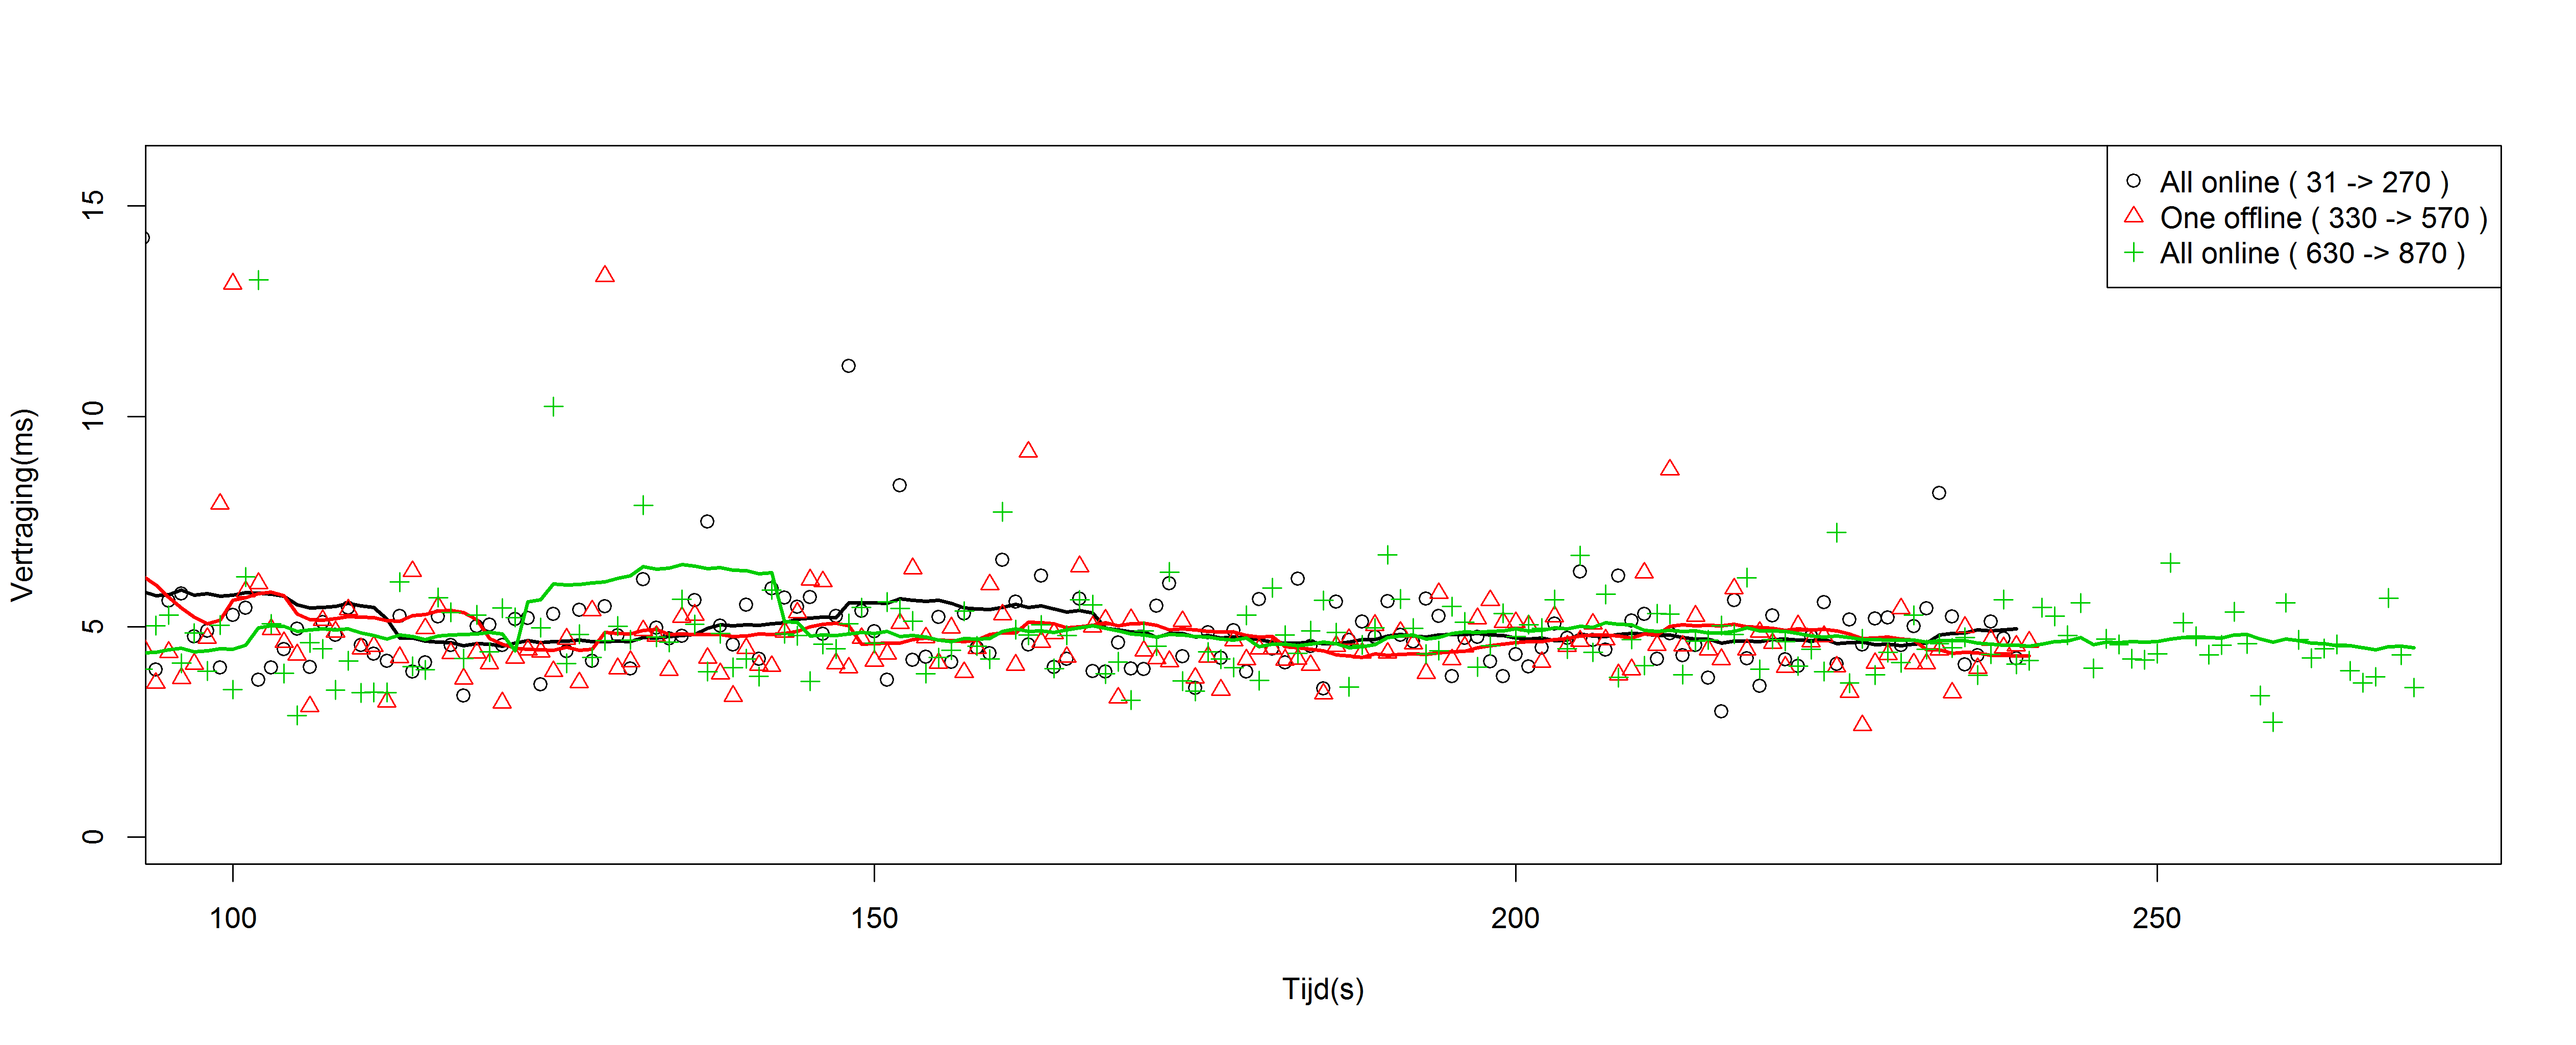 All online ( 31 -> 270 )
One offline ( 330 -> 570 )
All online ( 630 -> 870 )
Vertraging(ms)
15
10
5
0
100 150 200 250
Tijd(s)